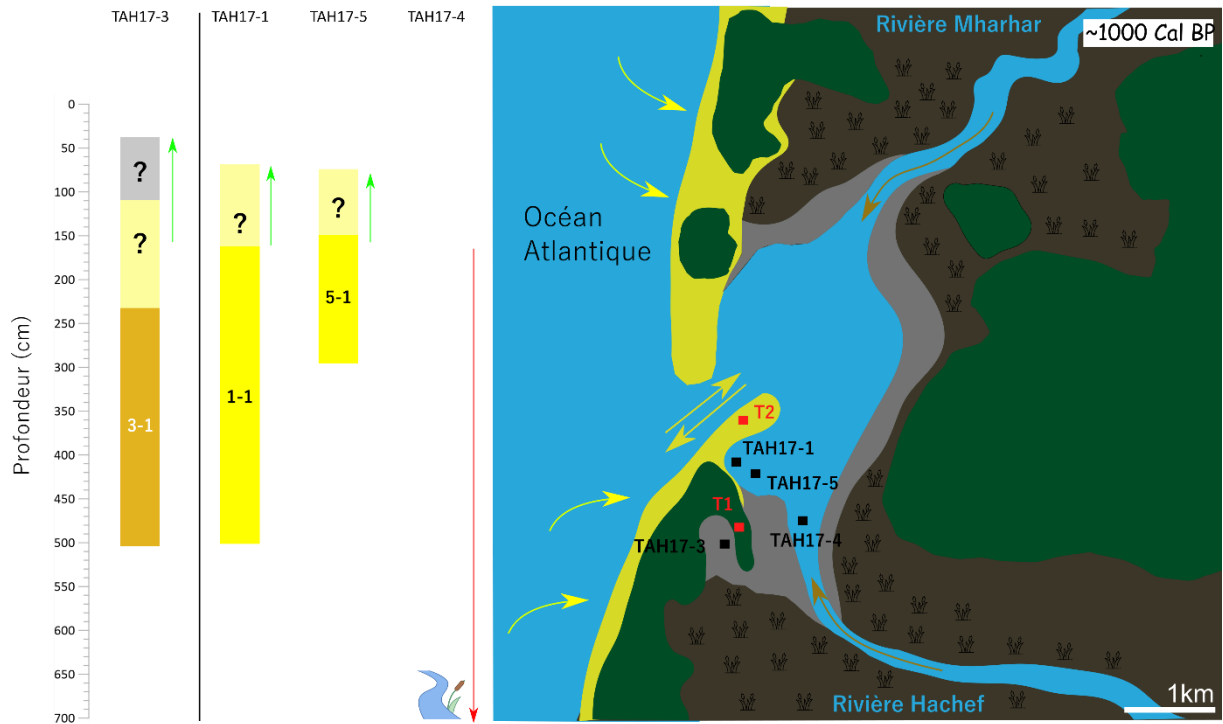 TAH17-3
TAH17-1
TAH17-5
TAH17-4
Profondeur (cm)
0
50
100
150
200
250
300
350
400
450
500
550
600
650
700
?
?
3-1
?
1-1
?
5-1
Rivière Mharhar
~1000 Cal BP
Océan
Atlantique
T2
TAH17-1
TAH17-5
T1
TAH17-3
TAH17-4
Rivière Hachef
1km